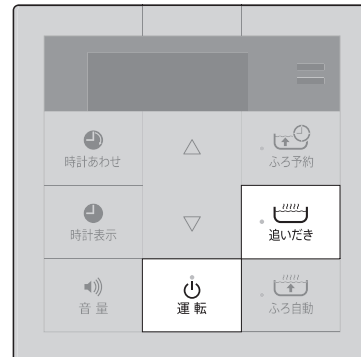 時計あわせ
ふろ予約
時計表示
追いだき
音量
運転
ふろ自動